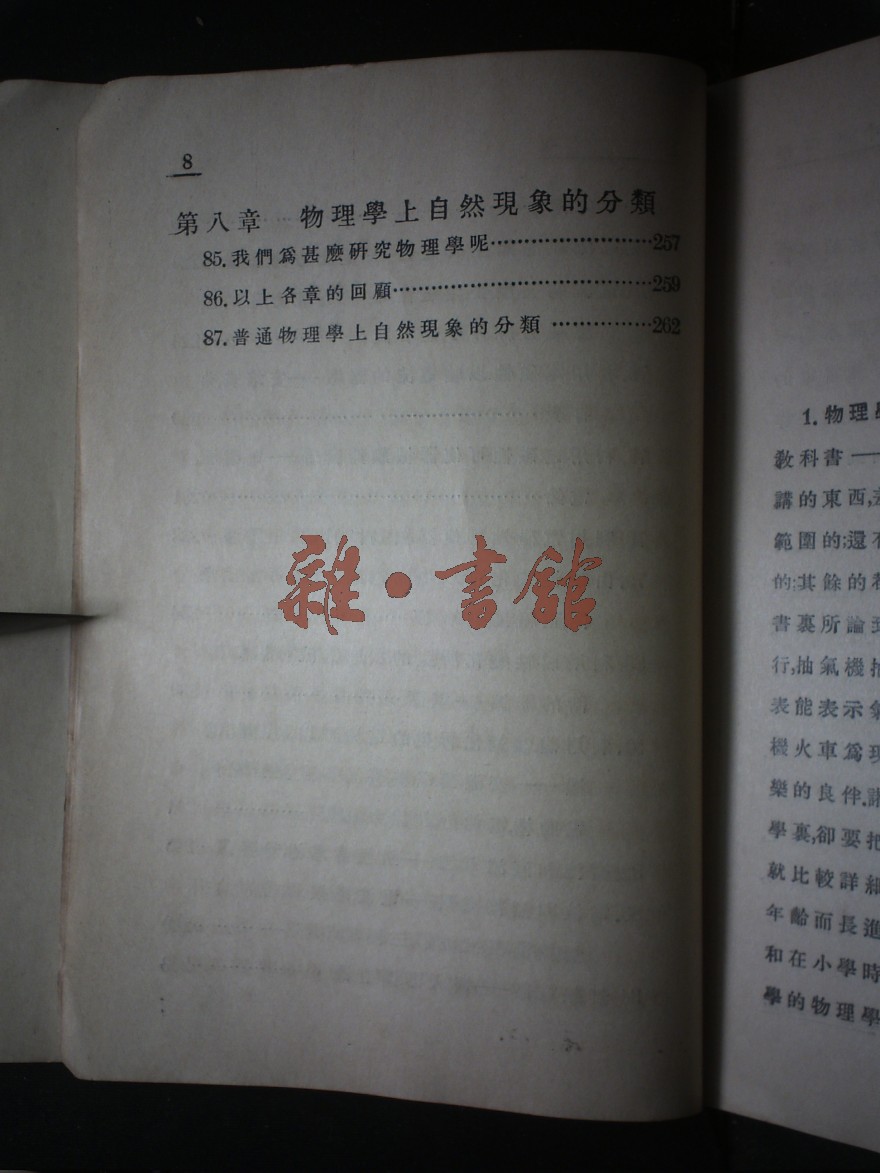 8
第八章 物理學上自然現象的分類
85.我們爲甚麼硏究物理學呢························257
86.以上各章的回顧································259
87.普通物理學上自然現象的分類 ···············262
雜·書館
1.物理
敎科書—
講的東西,
範圍的;還
的;其餘的
書裏所論
行,抽氣機
表能表示
機火車爲
樂的良伴.
學裏,卻要把
就比較詳細
年齡而長進
和在小學時
學的物理學